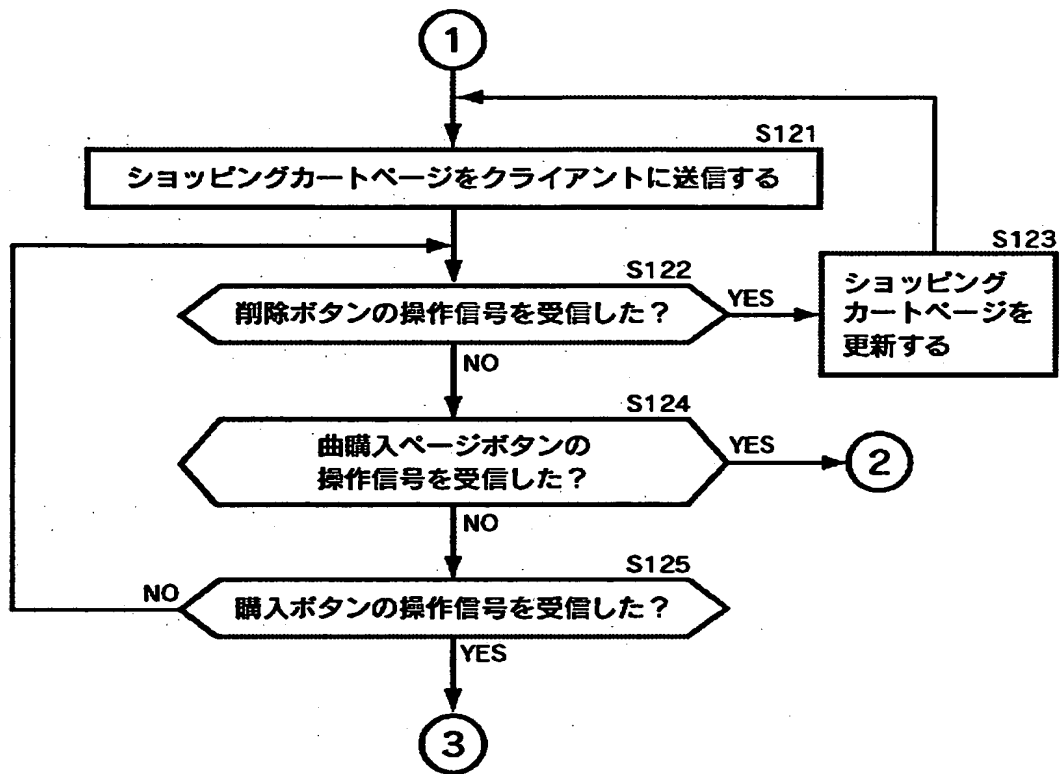 1
S121
ショッピングカートページをクライアントに送信する
S123
ショッピング
カートページを
更新する
S122
削除ボタンの操作信号を受信した？
YES
NO
S124
曲購入ページボタンの
操作信号を受信した？
YES
2
NO
S125
購入ボタンの操作信号を受信した？
NO
YES
3